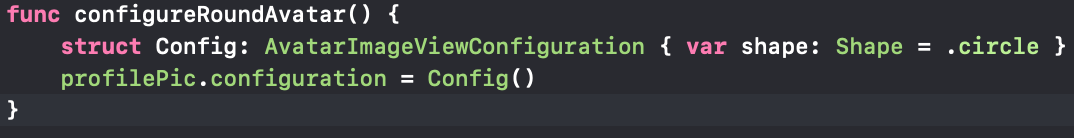 func configureRoundAvatar() {
    struct Config: AvatarImageViewConfiguration { var shape: Shape = .circle }
    profilePic.configuration = Config()
}